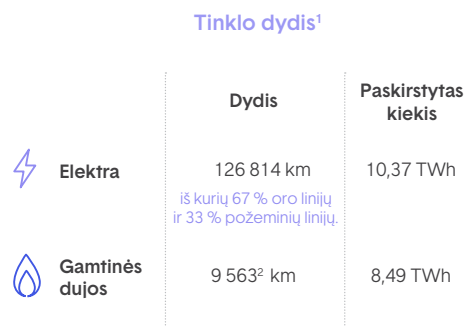 Tinklo dydis¹
Dydis
Paskirstytas
kiekis
Elektra
126 814 km
10,37 TWh
iš kurių 67 % oro linijų
ir 33 % požeminių linijų.
Gamtinės
dujos
9 563² km
8,49 TWh